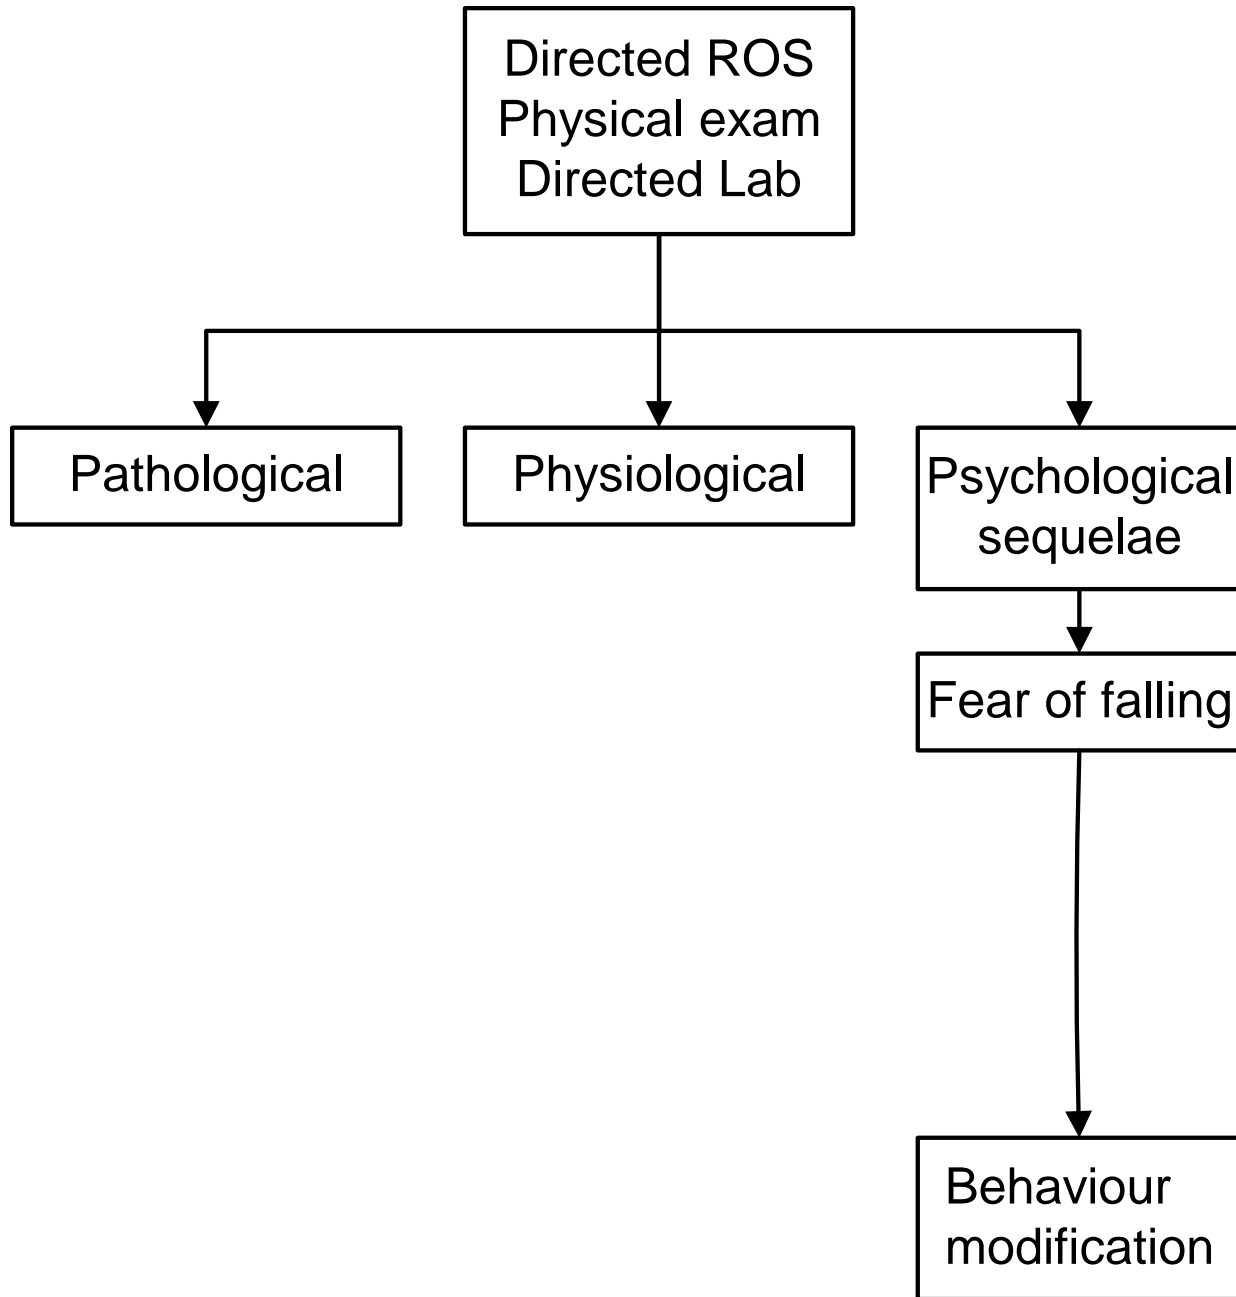 Directed ROS
Physical exam
Directed Lab
Pathological
Physiological
Psychological
sequelae
Fear of falling
Behaviour
modification